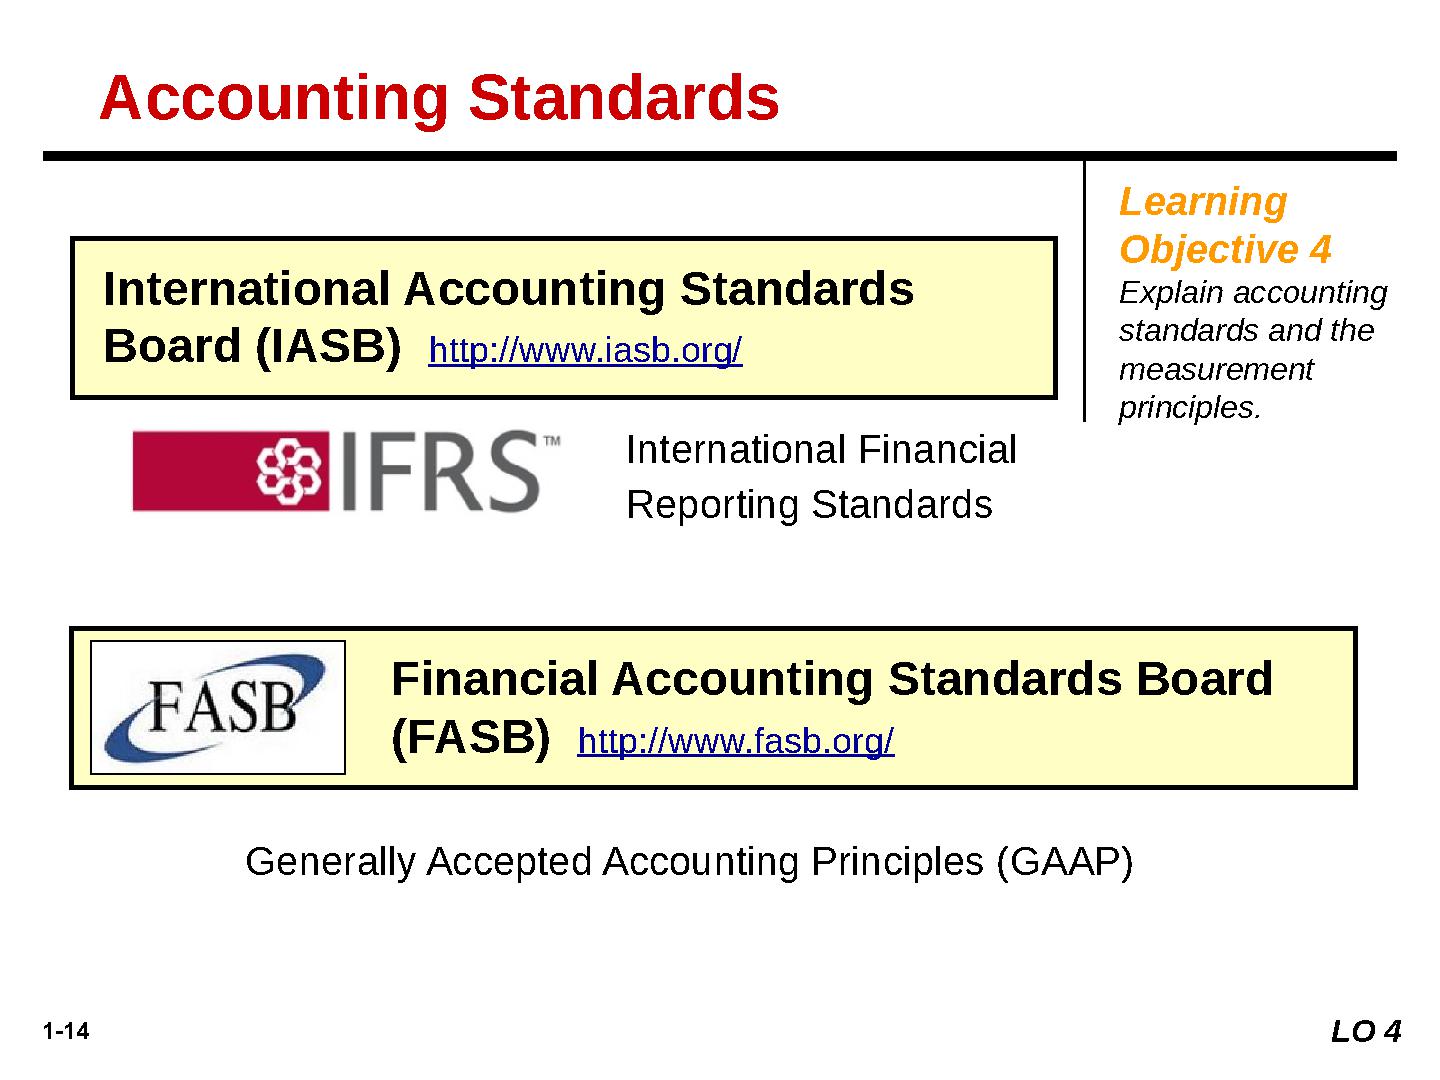 Accounting Standards
Learning
Objective 4
Explain accounting
standards and the
measurement
principles.
International Accounting Standards
Board (IASB) http://www.iasb.org/
IFRS™
International Financial
Reporting Standards
FASB
Financial Accounting Standards Board
(FASB) http://www.fasb.org/
Generally Accepted Accounting Principles (GAAP)
1-14
LO 4